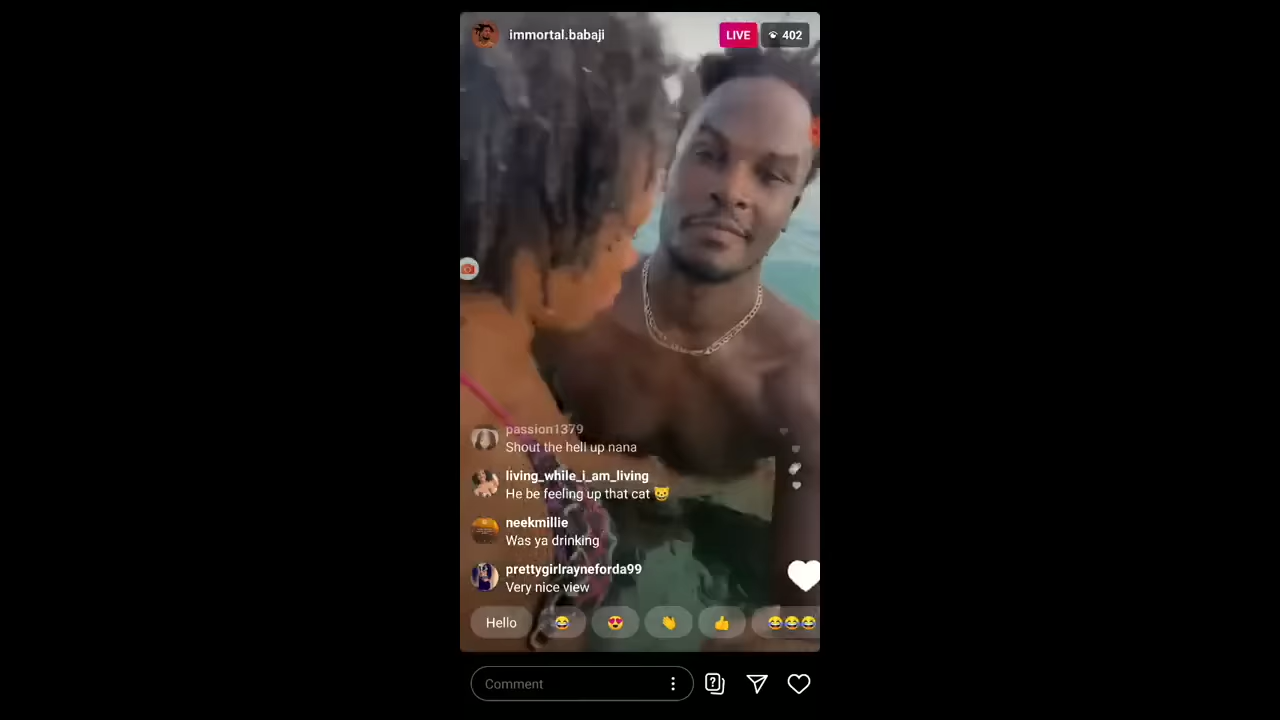 immortal.babaji
LIVE
402
passion1379
Shout the hell up nana
living_while_i_am_living
He be feeling up that cat 😺
neekmillie
Was ya drinking
prettygirlrayneforda99
Very nice view
Hello 😂 😍 👏 👍 😂😂😂
Comment